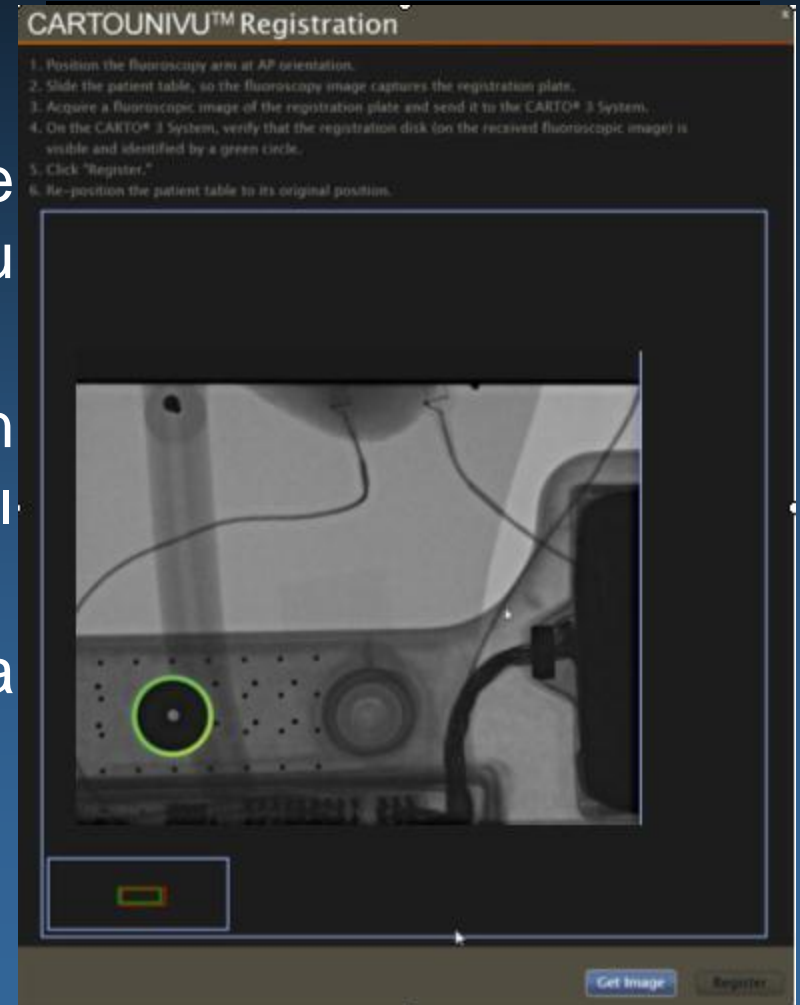 CARTOUNIVU™ Registration
x
1. Position the fluoroscopy arm at AP orientation.
2. Slide the patient table, so the fluoroscopy image captures the registration plate.
3. Acquire a fluoroscopic image of the registration plate and send it to the CARTO® 3 System.
4. On the CARTO® 3 System, verify that the registration disk (on the received fluoroscopic image) is
visible and identified by a green circle.
5. Click "Register."
6. Re-position the patient table to its original position.
e
u
n
l
a
Get Image
Register